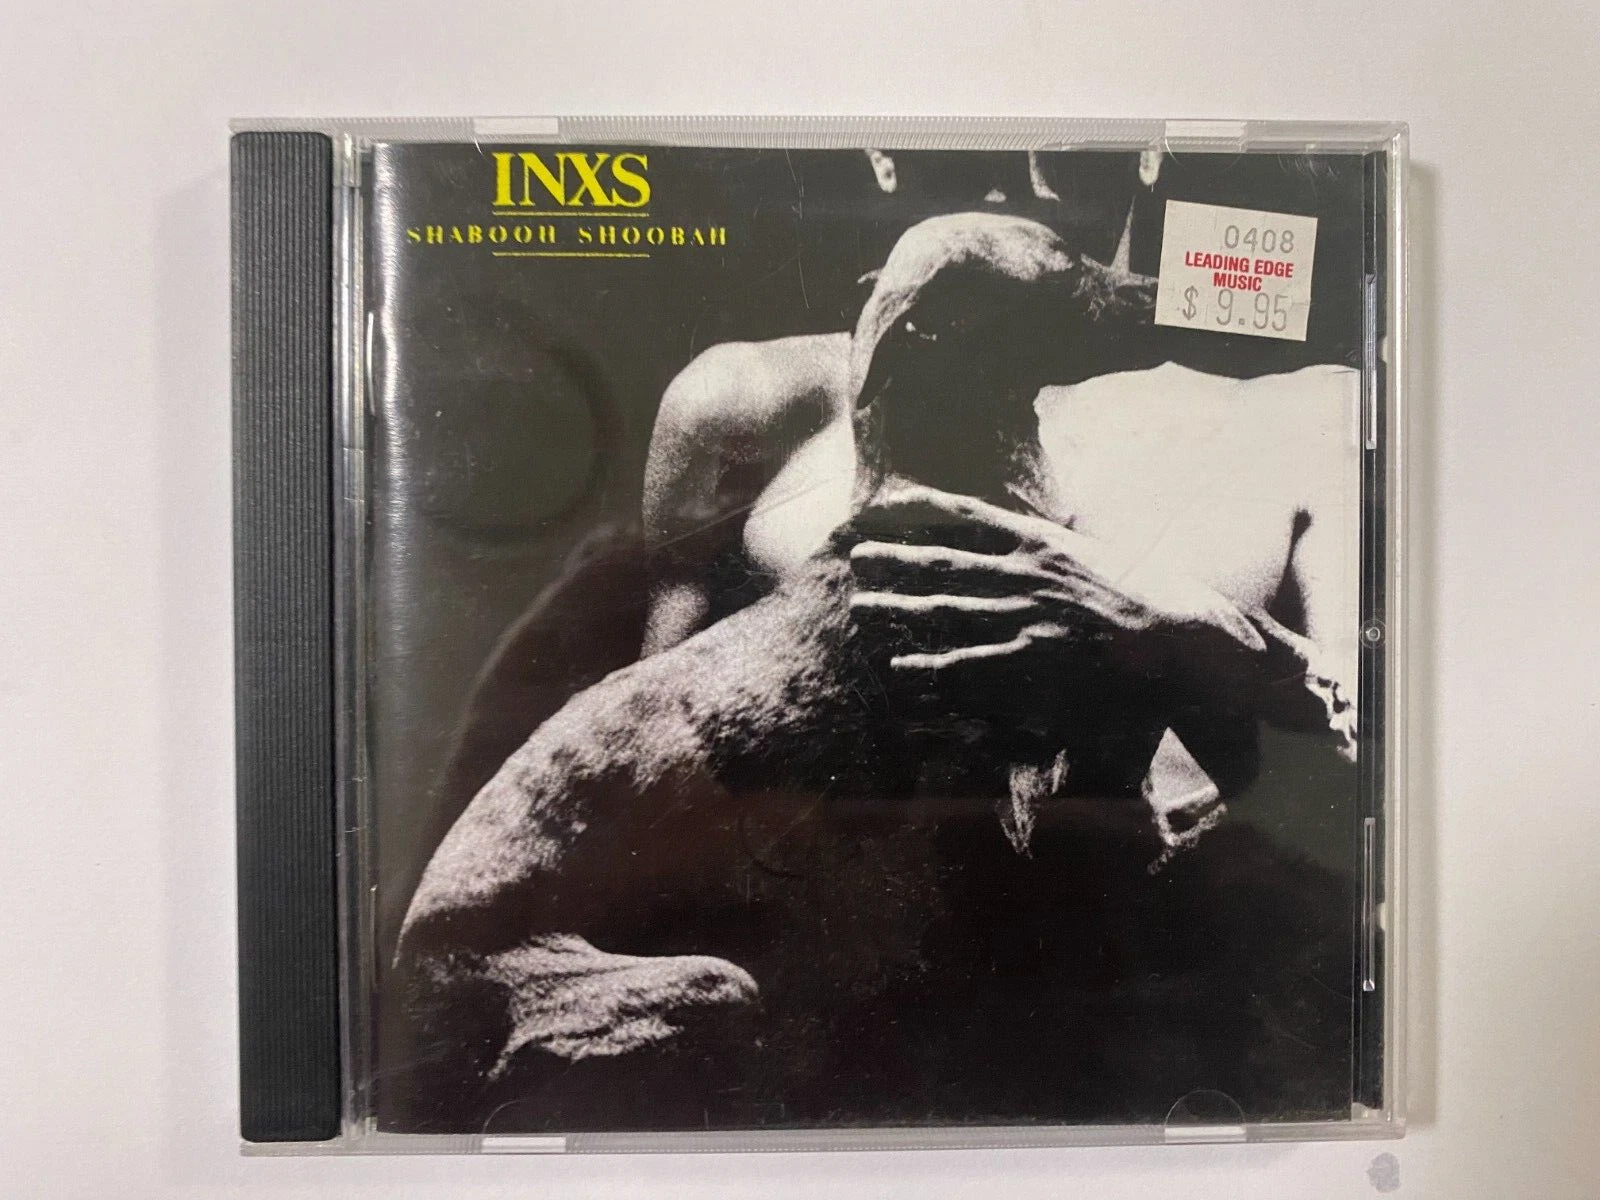 INXS
SHABOOH SHOOBAH
0408
LEADING EDGE
MUSIC
$ 9.95